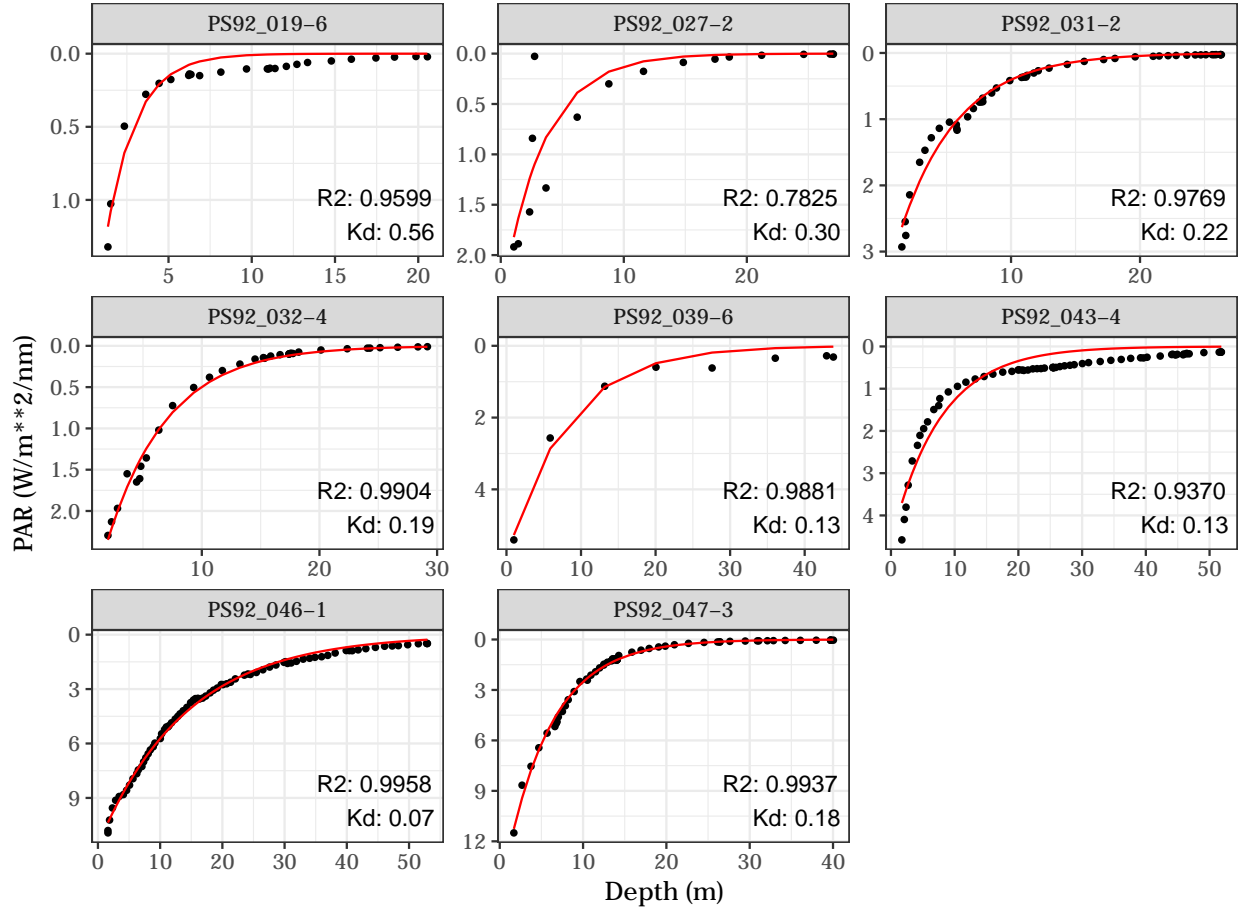 PS92_019−6 PS92_027−2 PS92_031−2
0.0
0.5
1.0
5 10 15 20
R2: 0.9599
Kd: 0.56
0.0
0.5
1.0
1.5
2.0
0 10 20
R2: 0.7825
Kd: 0.30
0
1
2
3
10 20
R2: 0.9769
Kd: 0.22
PS92_032−4 PS92_039−6 PS92_043−4
0.0
0.5
1.0
1.5
2.0
10 20 30
R2: 0.9904
Kd: 0.19
0
2
4
0 10 20 30 40
R2: 0.9881
Kd: 0.13
0
1
2
3
4
0 10 20 30 40 50
R2: 0.9370
Kd: 0.13
PS92_046−1 PS92_047−3
0
3
6
9
0 10 20 30 40 50
R2: 0.9958
Kd: 0.07
0
3
6
9
12
0 10 20 30 40
R2: 0.9937
Kd: 0.18
PAR (W/m**2/nm)
Depth (m)